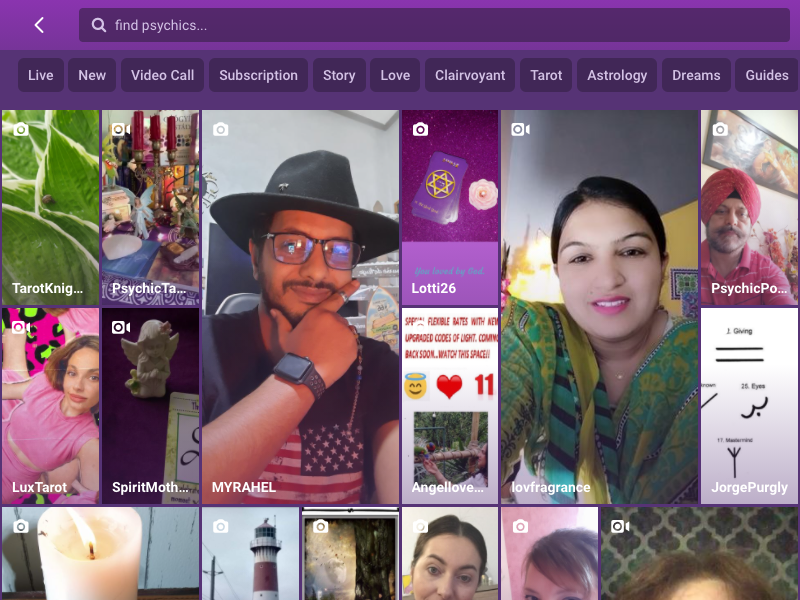 find psychics...
Live
New
Video Call
Subscription
Story
Love
Clairvoyant
Tarot
Astrology
Dreams
Guides
TarotKnig...
PsychicTa...
MYRAHEL
You loved by God.
Lotti26
lovfragrance
PsychicPo...
LuxTarot
SpiritMoth...
FLEXIBLE RATES WITH NEW
UPGRADED CODES OF LIGHT. COMING
BACK SOON...WATCH THIS SPACE!!
11
Angellove...
J. Giving
25. Eyes
17. Mastermind
JorgePurgly